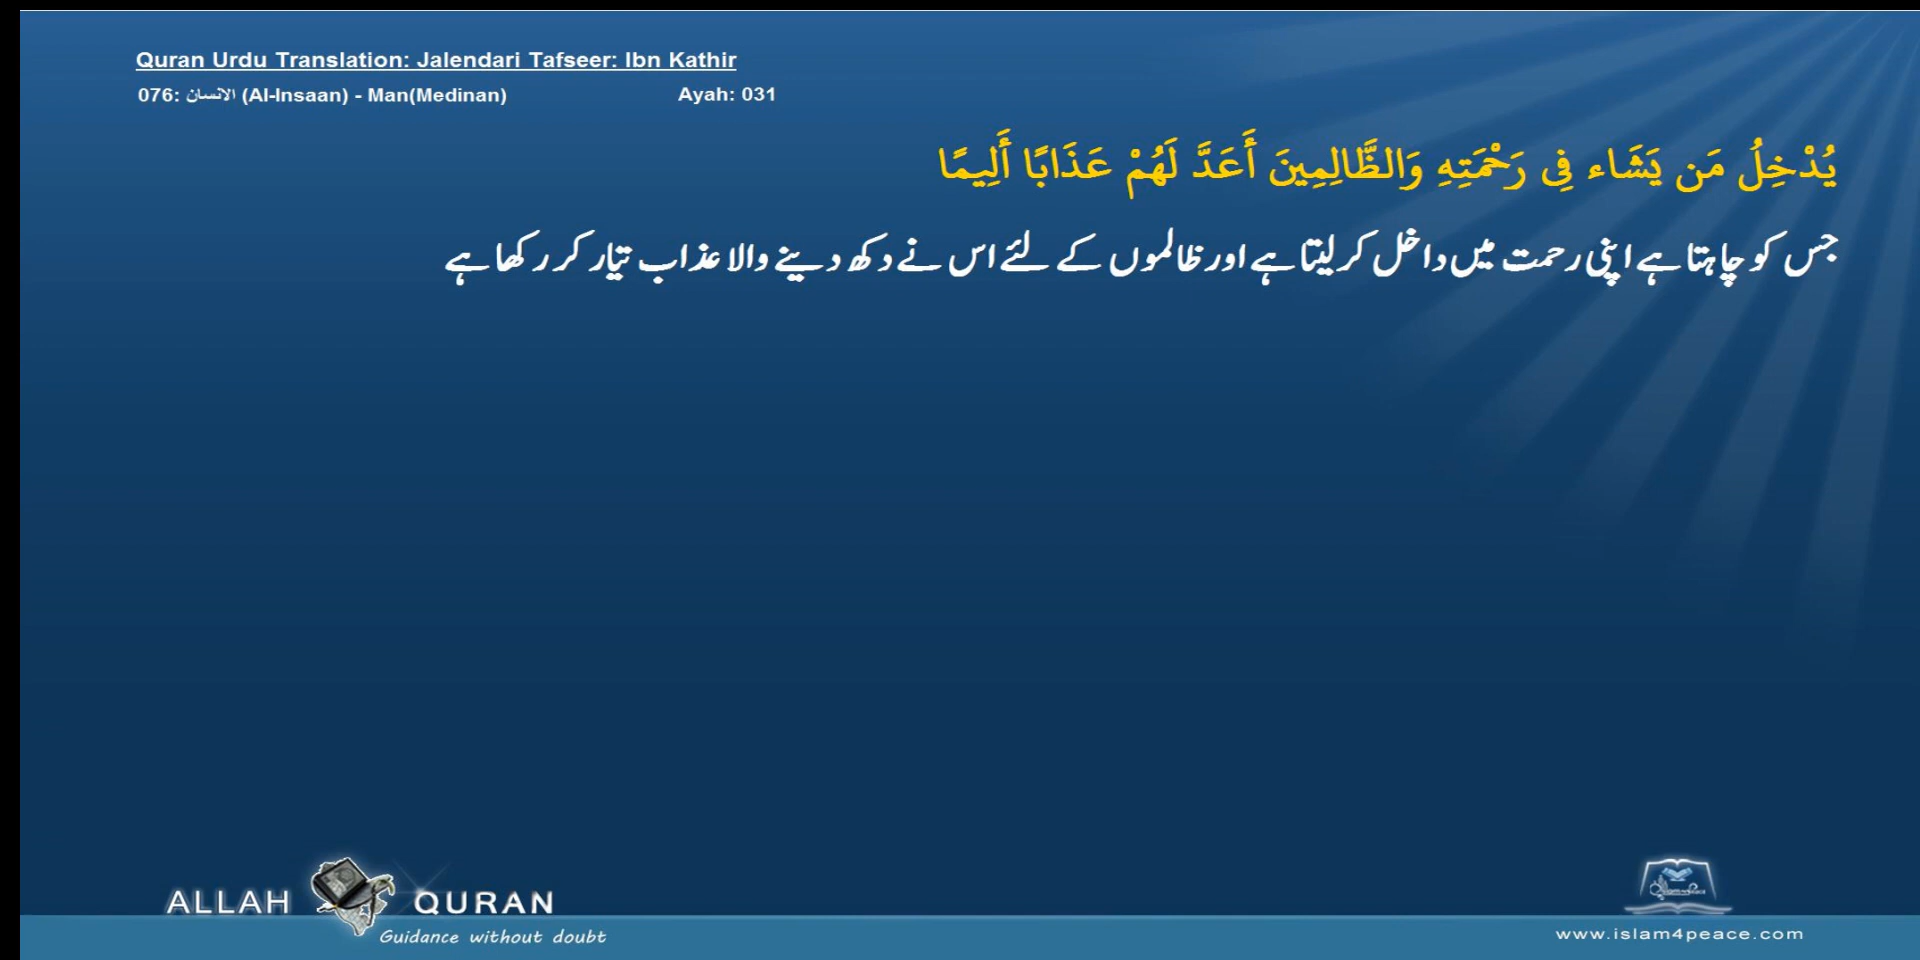 Quran Urdu Translation: Jalendari Tafseer: Ibn Kathir
076: الانسان (Al-Insaan) - Man(Medinan) Ayah: 031
يُدْخِلُ مَن يَشَاء فِى رَحْمَتِهِ وَالظَّالِمِينَ أَعَدَّ لَهُمْ عَذَابًا أَلِيمًا
جس کو چاہتا ہے اپنی رحمت میں داخل کر لیتا ہے اور ظالموں کے لئے اس نے دکھ دینے والا عذاب تیار کر رکھا ہے
ALLAH QURAN
Guidance without doubt
www.islam4peace.com